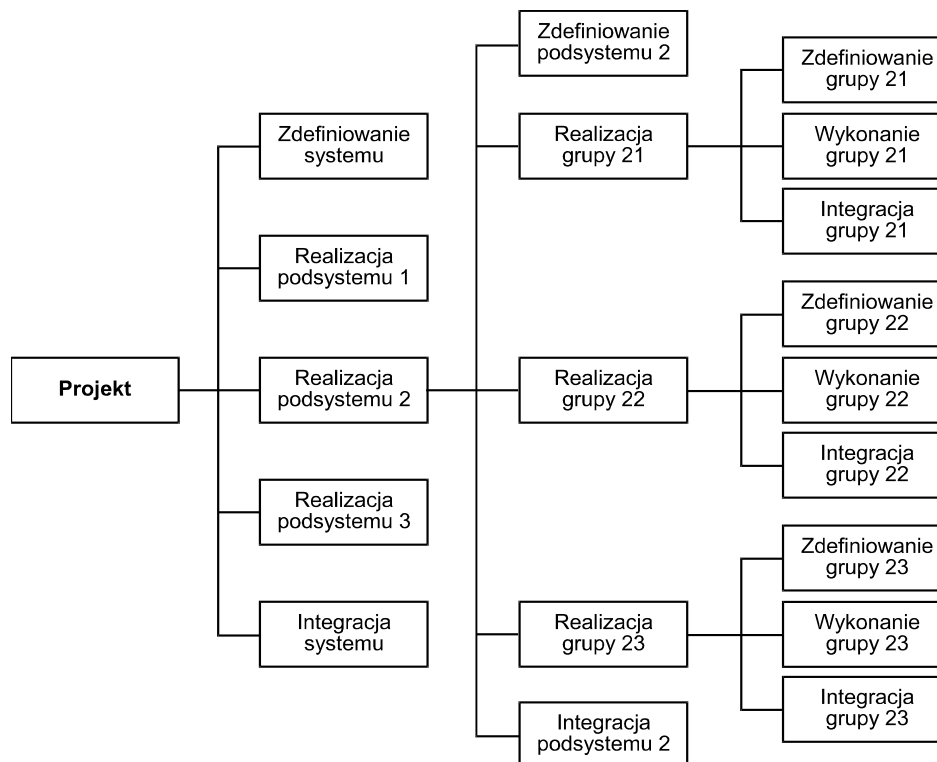 Projekt
Zdefiniowanie
systemu
Realizacja
podsystemu 1
Realizacja
podsystemu 2
Realizacja
podsystemu 3
Integracja
systemu
Zdefiniowanie
podsystemu 2
Realizacja
grupy 21
Realizacja
grupy 22
Realizacja
grupy 23
Integracja
podsystemu 2
Zdefiniowanie
grupy 21
Wykonanie
grupy 21
Integracja
grupy 21
Zdefiniowanie
grupy 22
Wykonanie
grupy 22
Integracja
grupy 22
Zdefiniowanie
grupy 23
Wykonanie
grupy 23
Integracja
grupy 23